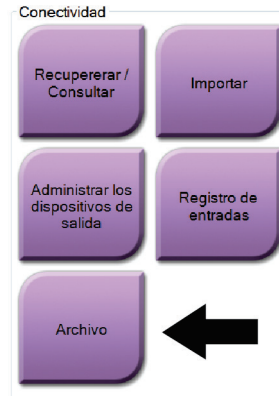 Conectividad
Recupererar /
Consultar
Importar
Administrar los
dispositivos de
salida
Registro de
entradas
Archivo